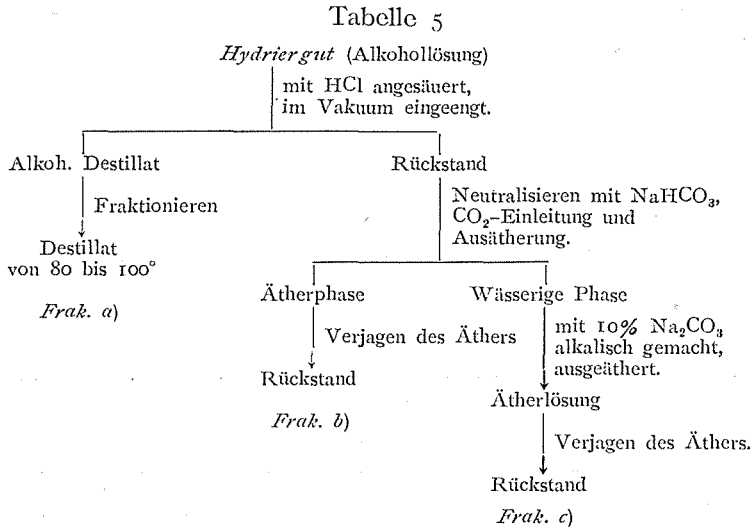 Tabelle 5
Hydriergut (Alkohollösung)
mit HCl angesäuert,
im Vakuum eingeengt.
Alkoh. Destillat
Rückstand
Fraktionieren
Neutralisieren mit NaHCO₃,
CO₂-Einleitung und
Ausätherung.
Destillat
von 80 bis 100°
Frak. a)
Ätherphase
Wässerige Phase
Verjagen des Äthers
mit 10% Na₂CO₃
alkalisch gemacht,
ausgeäthert.
Rückstand
Frak. b)
Ätherlösung
Verjagen des Äthers.
Rückstand
Frak. c)